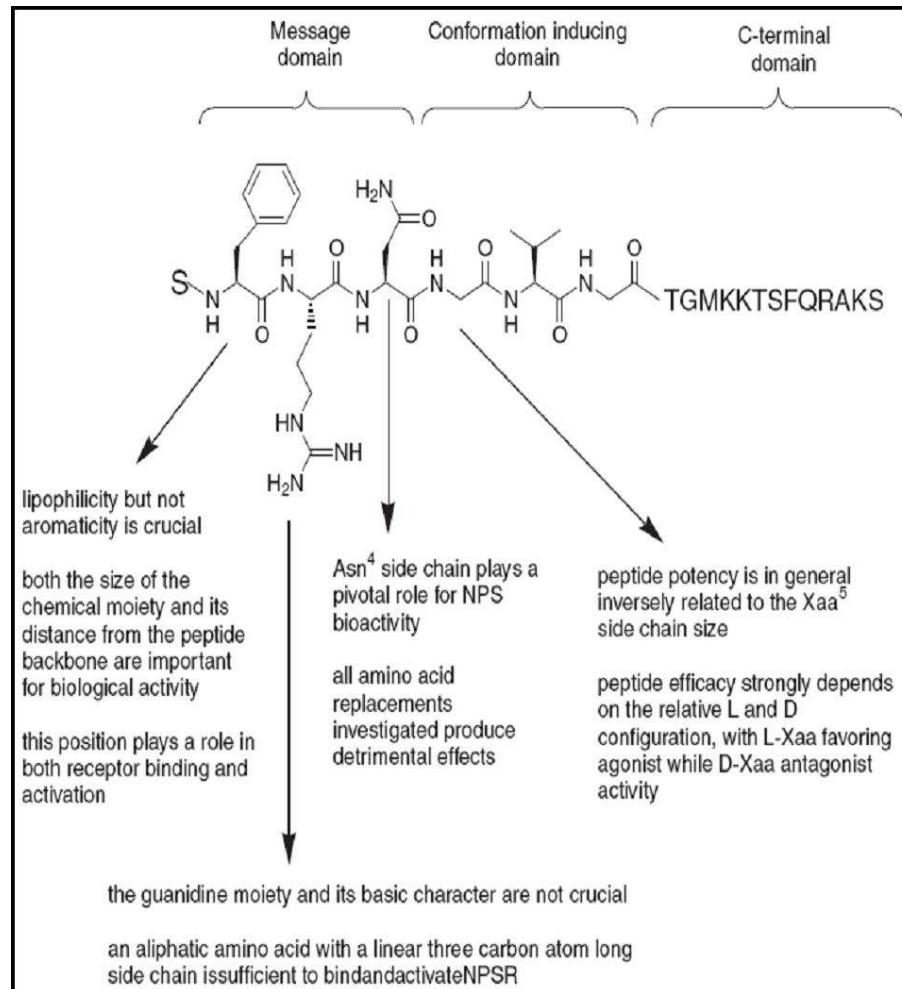 Message
domain
Conformation inducing
domain
C-terminal
domain
H₂N
O
O
O
O
H
N
H
N
H
N
S
N
H
N
H
N
H
O
O
O
O
TGMKKTSFQRAKS
HN
NH
H₂N
lipophilicity but not
aromaticity is crucial
both the size of the
chemical moiety and its
distance from the peptide
backbone are important
for biological activity
this position plays a role in
both receptor binding and
activation
Asn⁴ side chain plays a
pivotal role for NPS
bioactivity
all amino acid
replacements
investigated produce
detrimental effects
peptide potency is in general
inversely related to the Xaa⁵
side chain size
peptide efficacy strongly depends
on the relative L and D
configuration, with L-Xaa favoring
agonist while D-Xaa antagonist
activity
the guanidine moiety and its basic character are not crucial
an aliphatic amino acid with a linear three carbon atom long
side chain issufficient to bindandactivateNPSR